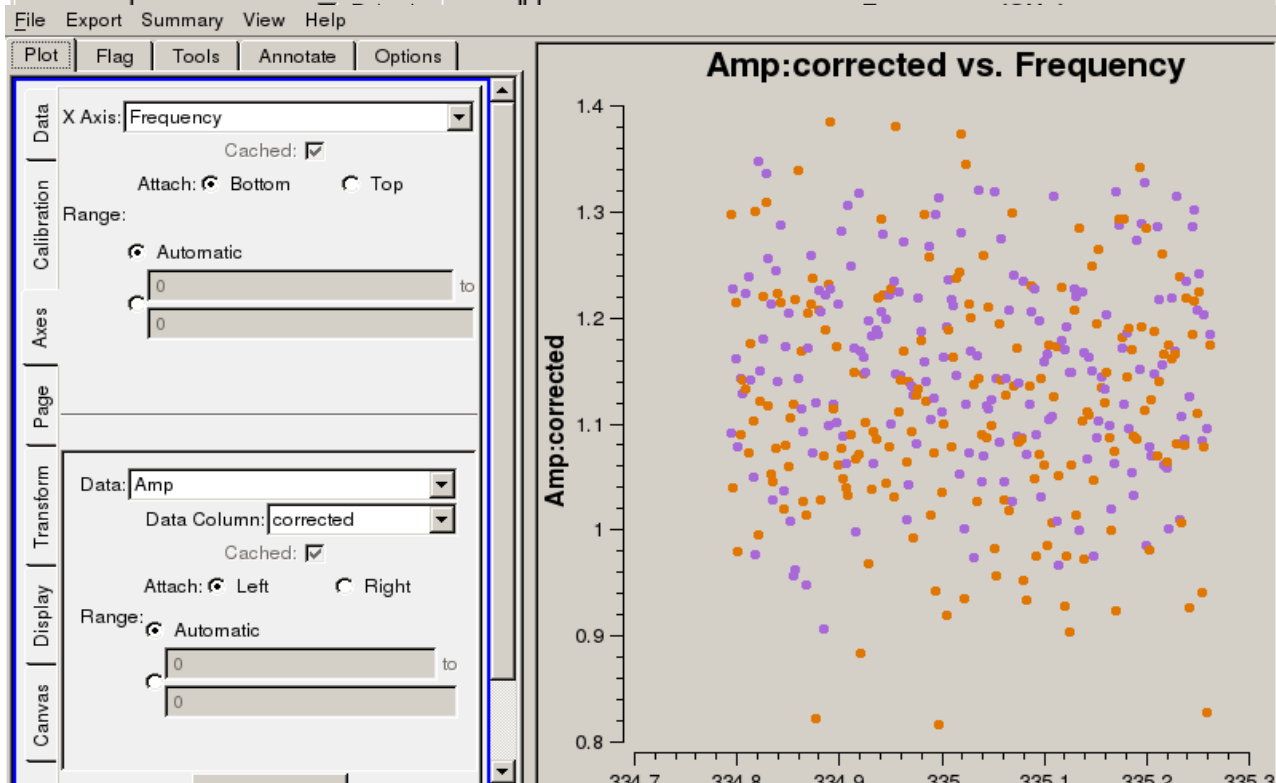 File Export Summary View Help
Plot Flag Tools Annotate Options
Data
Calibration
Axes
Page
Transform
Display
Canvas
X Axis: Frequency
Cached:
Attach: Bottom Top
Range:
Automatic
0 to
0
Data: Amp
Data Column: corrected
Cached:
Attach: Left Right
Range:
Automatic
0 to
0
Amp:corrected vs. Frequency
Amp:corrected
1.4
1.3
1.2
1.1
1
0.9
0.8
334.7 334.8 334.9 335 335.1 335.2